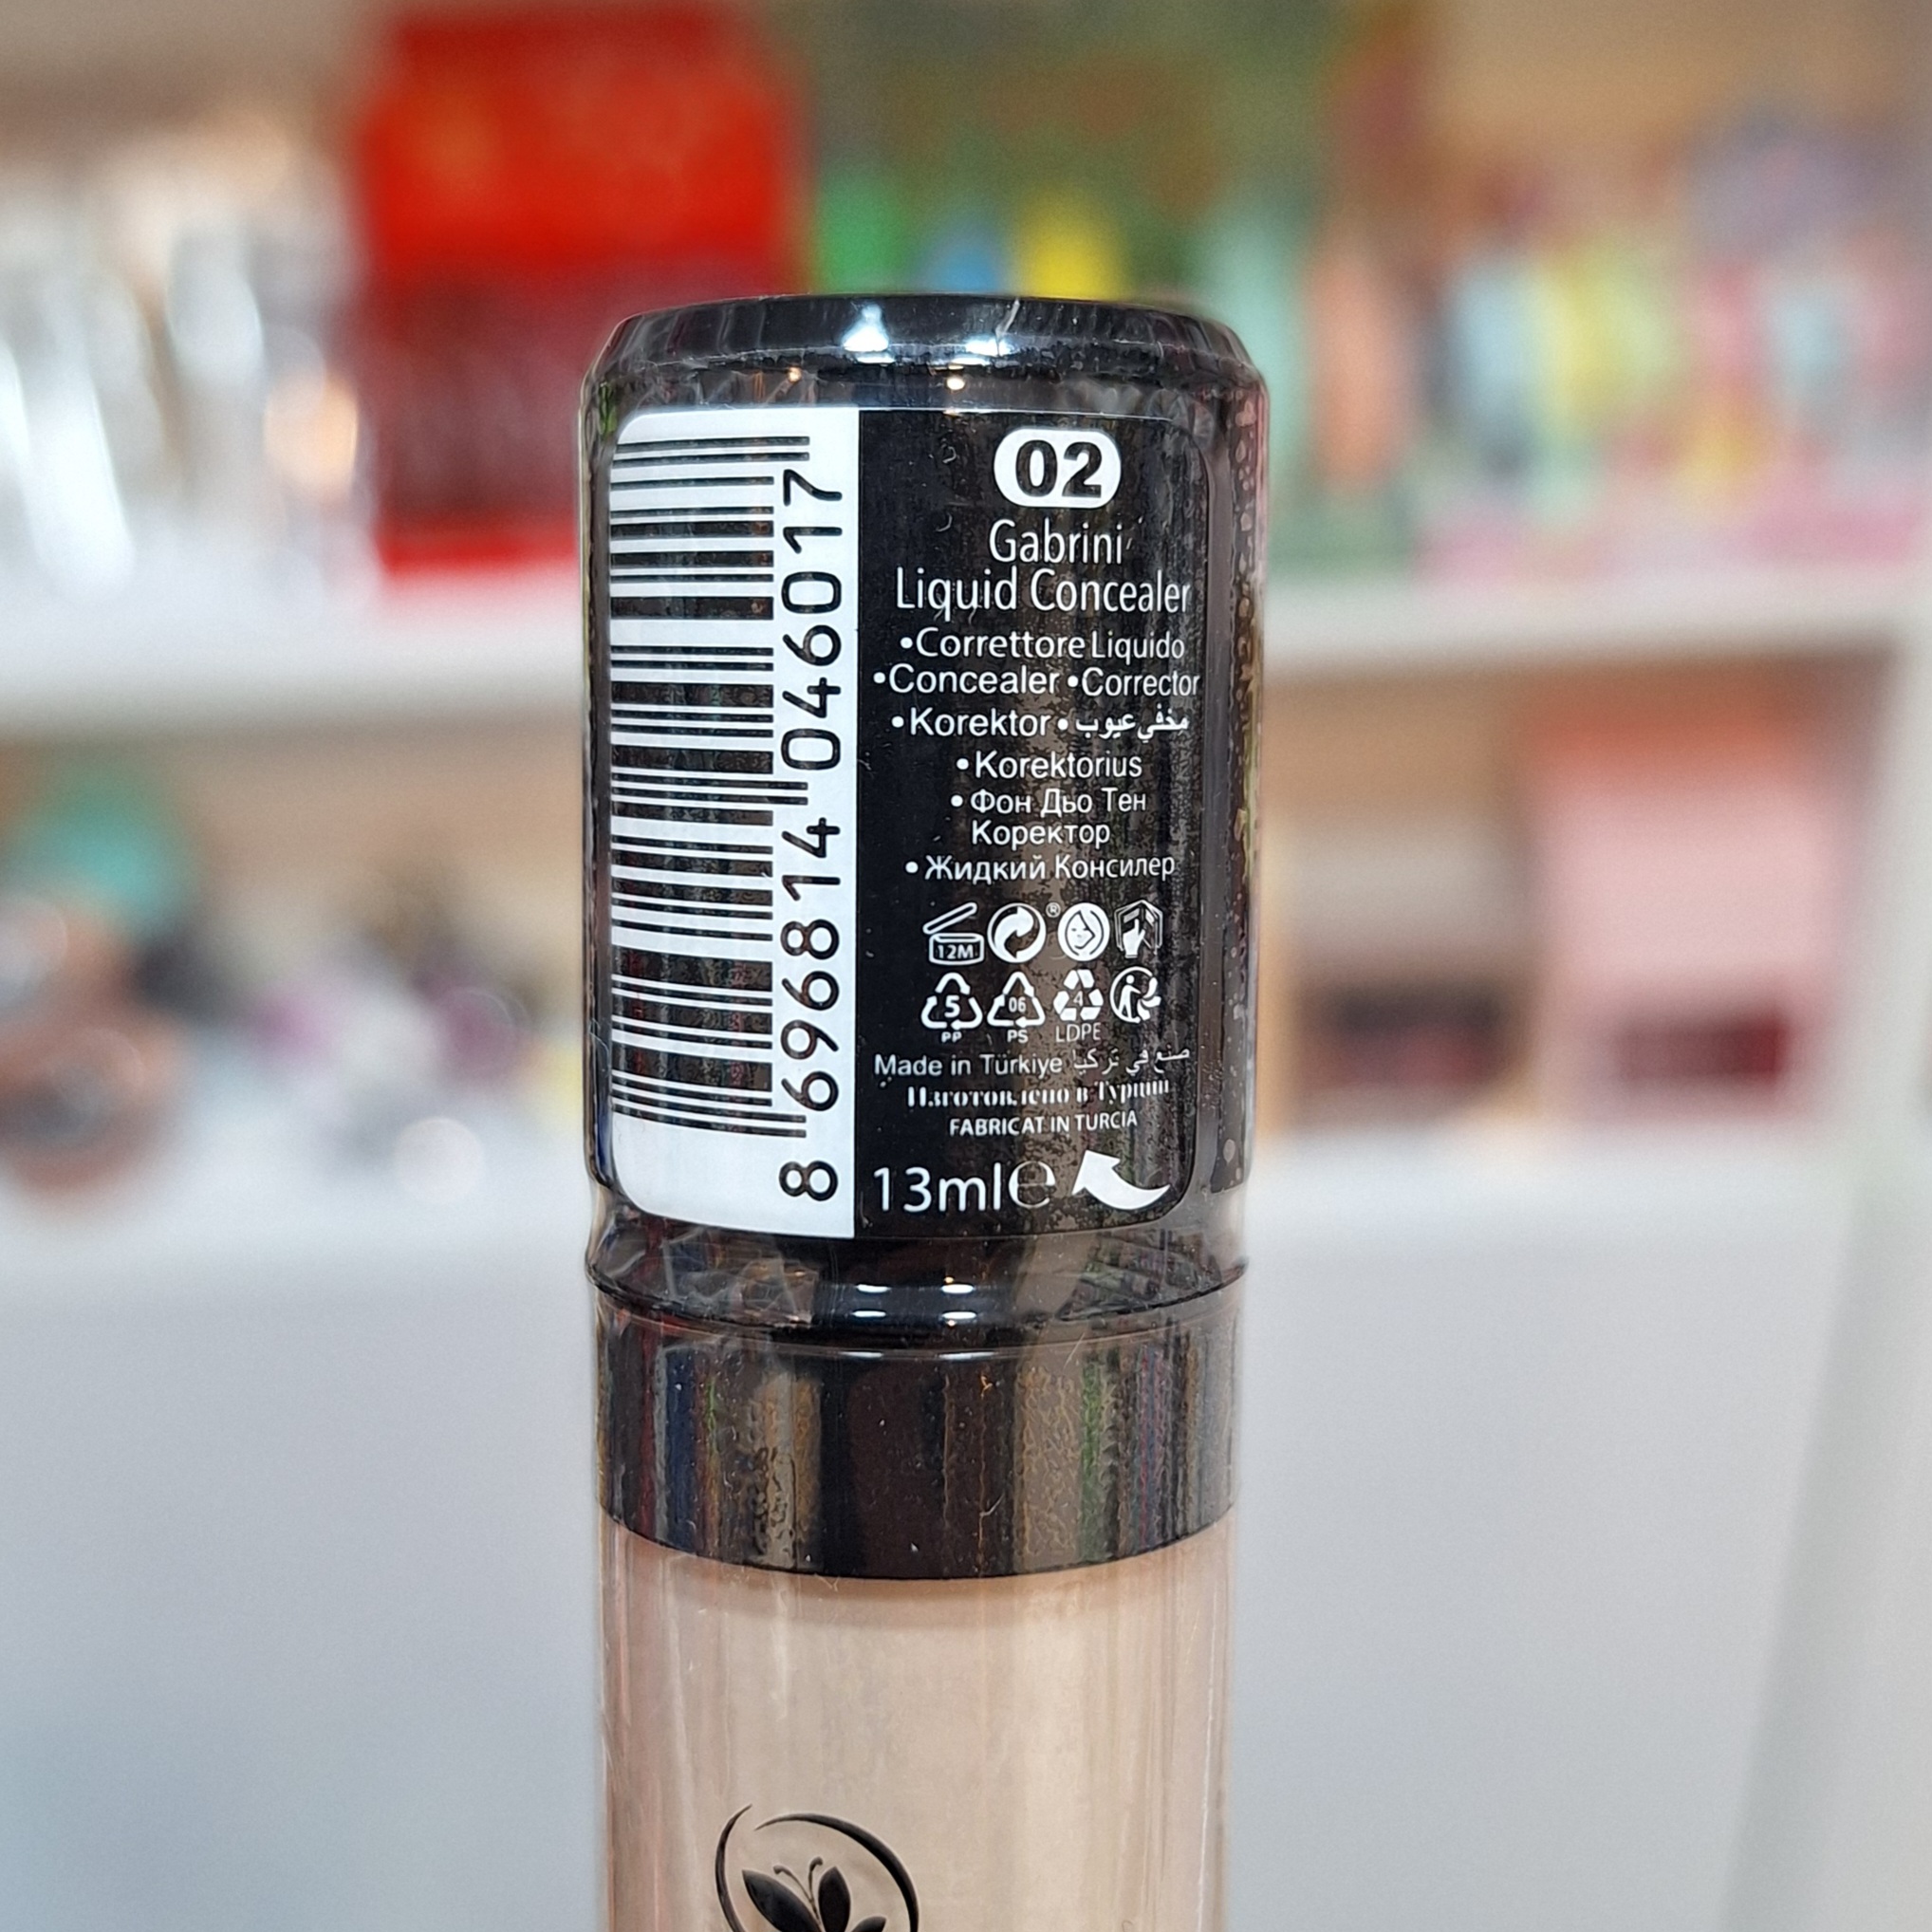 8 696814 046017
02
Gabrini
Liquid Concealer
•Correttore Liquido
•Concealer •Corrector
•Korektor •مخفي عيوب
•Korektorius
•Фон Дьо Тен
Коректор
•Жидкий Консилер
12M ®
5 06 4
PP PS LDPE
Made in Türkiye صنع في تركيا
Изготовлено в Турции
FABRICAT IN TURCIA
13ml℮